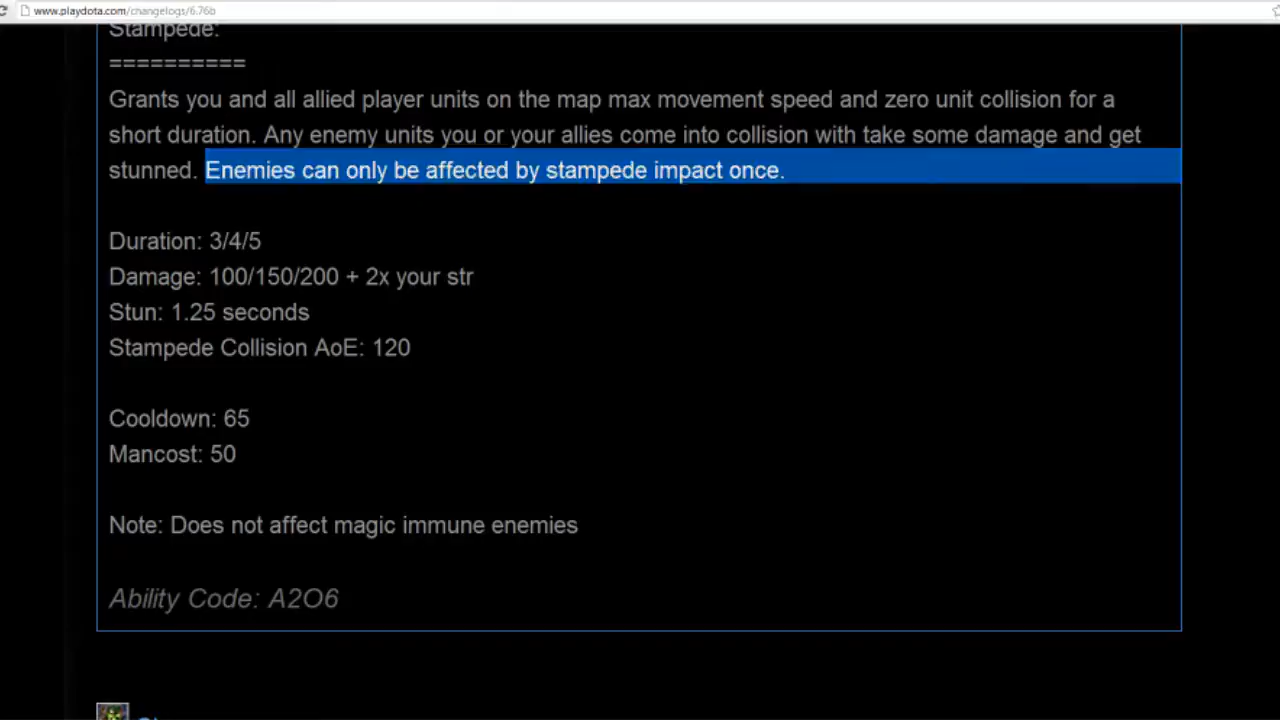 www.playdota.com/changelogs/6.76b
Stampede:
==========
Grants you and all allied player units on the map max movement speed and zero unit collision for a
short duration. Any enemy units you or your allies come into collision with take some damage and get
stunned. Enemies can only be affected by stampede impact once.
Duration: 3/4/5
Damage: 100/150/200 + 2x your str
Stun: 1.25 seconds
Stampede Collision AoE: 120
Cooldown: 65
Mancost: 50
Note: Does not affect magic immune enemies
Ability Code: A2O6